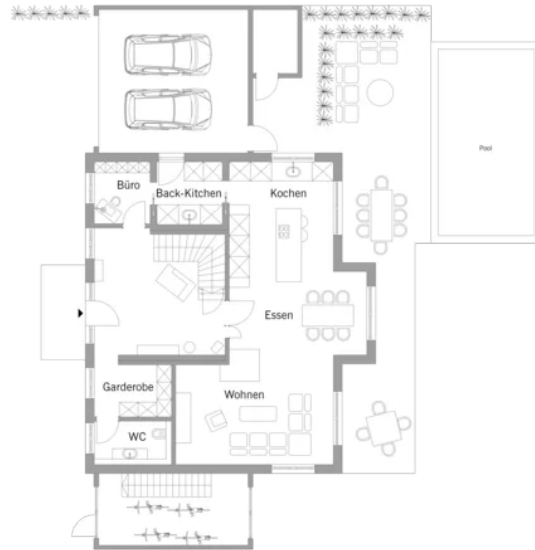 Pool
Büro
Back-Kitchen
Kochen
Essen
Garderobe
Wohnen
WC